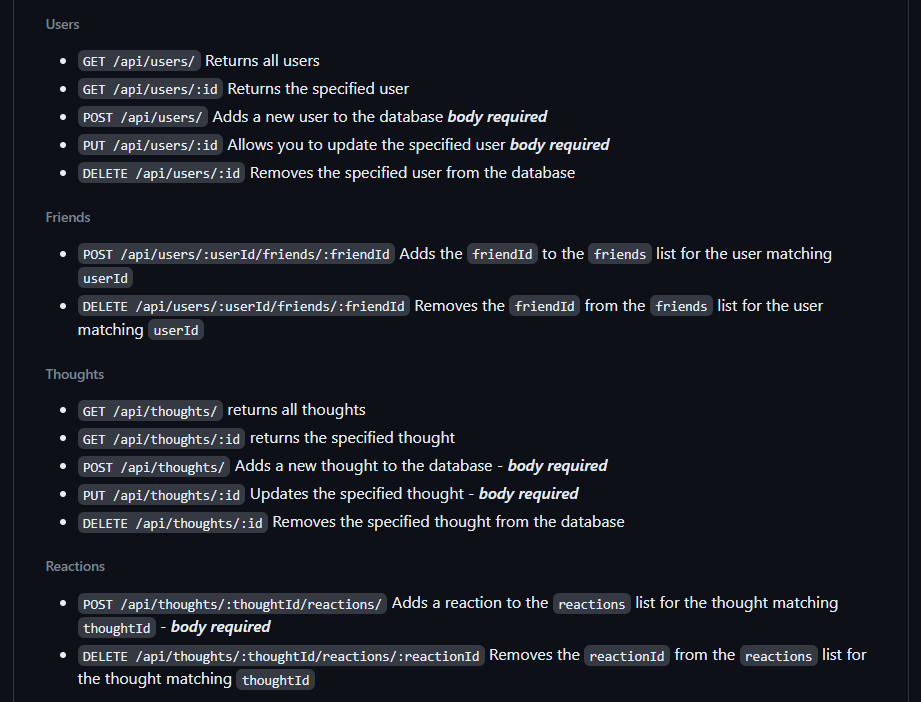 Users
GET /api/users/ Returns all users
GET /api/users/:id Returns the specified user
POST /api/users/ Adds a new user to the database body required
PUT /api/users/:id Allows you to update the specified user body required
DELETE /api/users/:id Removes the specified user from the database
Friends
POST /api/users/:userId/friends/:friendId Adds the friendId to the friends list for the user matching
userId
DELETE /api/users/:userId/friends/:friendId Removes the friendId from the friends list for the user
matching userId
Thoughts
GET /api/thoughts/ returns all thoughts
GET /api/thoughts/:id returns the specified thought
POST /api/thoughts/ Adds a new thought to the database - body required
PUT /api/thoughts/:id Updates the specified thought - body required
DELETE /api/thoughts/:id Removes the specified thought from the database
Reactions
POST /api/thoughts/:thoughtId/reactions/ Adds a reaction to the reactions list for the thought matching
thoughtId - body required
DELETE /api/thoughts/:thoughtId/reactions/:reactionId Removes the reactionId from the reactions list for
the thought matching thoughtId